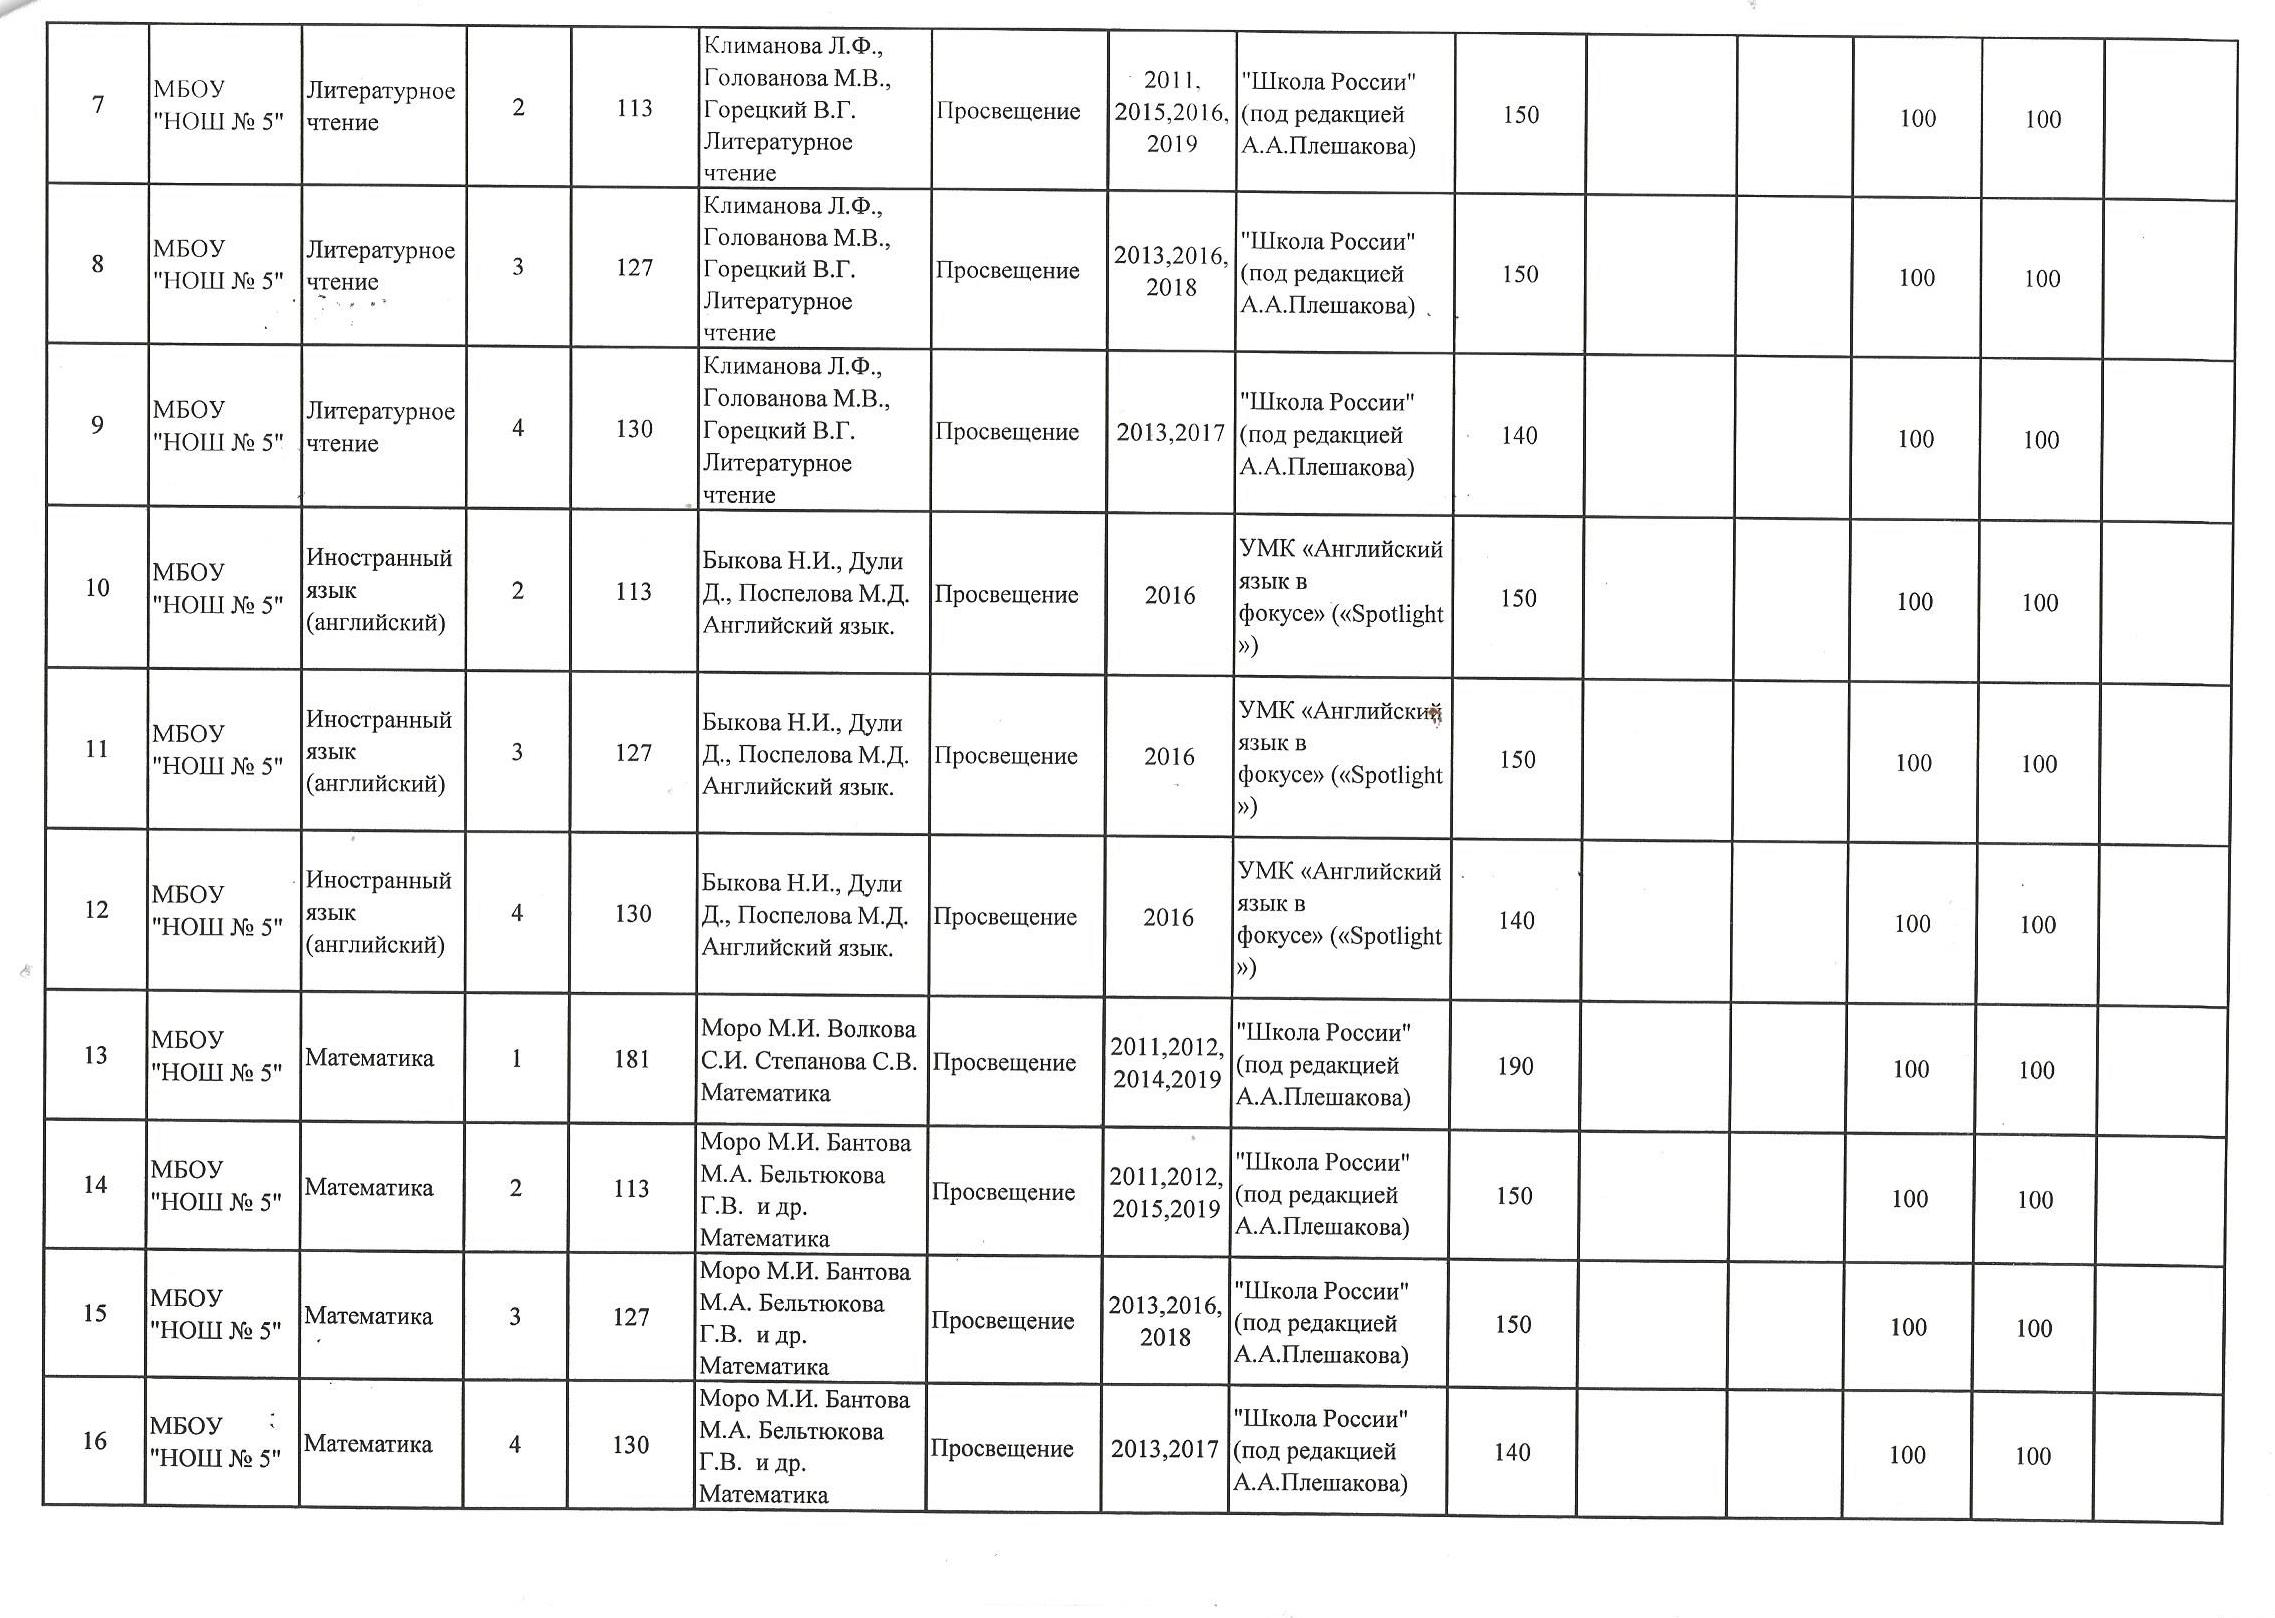 7
МБОУ
"НОШ № 5"
Литературное
чтение
2
113
Климанова Л.Ф.,
Голованова М.В.,
Горецкий В.Г.
Литературное
чтение
Просвещение
2011,
2015,2016,
2019
"Школа России"
(под редакцией
А.А.Плешакова)
150
100
100
8
МБОУ
"НОШ № 5"
Литературное
чтение
3
127
Климанова Л.Ф.,
Голованова М.В.,
Горецкий В.Г.
Литературное
чтение
Просвещение
2013,2016,
2018
"Школа России"
(под редакцией
А.А.Плешакова)
150
100
100
9
МБОУ
"НОШ № 5"
Литературное
чтение
4
130
Климанова Л.Ф.,
Голованова М.В.,
Горецкий В.Г.
Литературное
чтение
Просвещение
2013,2017
"Школа России"
(под редакцией
А.А.Плешакова)
140
100
100
10
МБОУ
"НОШ № 5"
Иностранный
язык
(английский)
2
113
Быкова Н.И., Дули
Д., Поспелова М.Д.
Английский язык.
Просвещение
2016
УМК «Английский
язык в
фокусе» («Spotlight
»)
150
100
100
11
МБОУ
"НОШ № 5"
Иностранный
язык
(английский)
3
127
Быкова Н.И., Дули
Д., Поспелова М.Д.
Английский язык.
Просвещение
2016
УМК «Английский
язык в
фокусе» («Spotlight
»)
150
100
100
12
МБОУ
"НОШ № 5"
Иностранный
язык
(английский)
4
130
Быкова Н.И., Дули
Д., Поспелова М.Д.
Английский язык.
Просвещение
2016
УМК «Английский
язык в
фокусе» («Spotlight
»)
140
100
100
13
МБОУ
"НОШ № 5"
Математика
1
181
Моро М.И. Волкова
С.И. Степанова С.В.
Математика
Просвещение
2011,2012,
2014,2019
"Школа России"
(под редакцией
А.А.Плешакова)
190
100
100
14
МБОУ
"НОШ № 5"
Математика
2
113
Моро М.И. Бантова
М.А. Бельтюкова
Г.В.  и др.
Математика
Просвещение
2011,2012,
2015,2019
"Школа России"
(под редакцией
А.А.Плешакова)
150
100
100
15
МБОУ
"НОШ № 5"
Математика
3
127
Моро М.И. Бантова
М.А. Бельтюкова
Г.В.  и др.
Математика
Просвещение
2013,2016,
2018
"Школа России"
(под редакцией
А.А.Плешакова)
150
100
100
16
МБОУ
"НОШ № 5"
Математика
4
130
Моро М.И. Бантова
М.А. Бельтюкова
Г.В.  и др.
Математика
Просвещение
2013,2017
"Школа России"
(под редакцией
А.А.Плешакова)
140
100
100